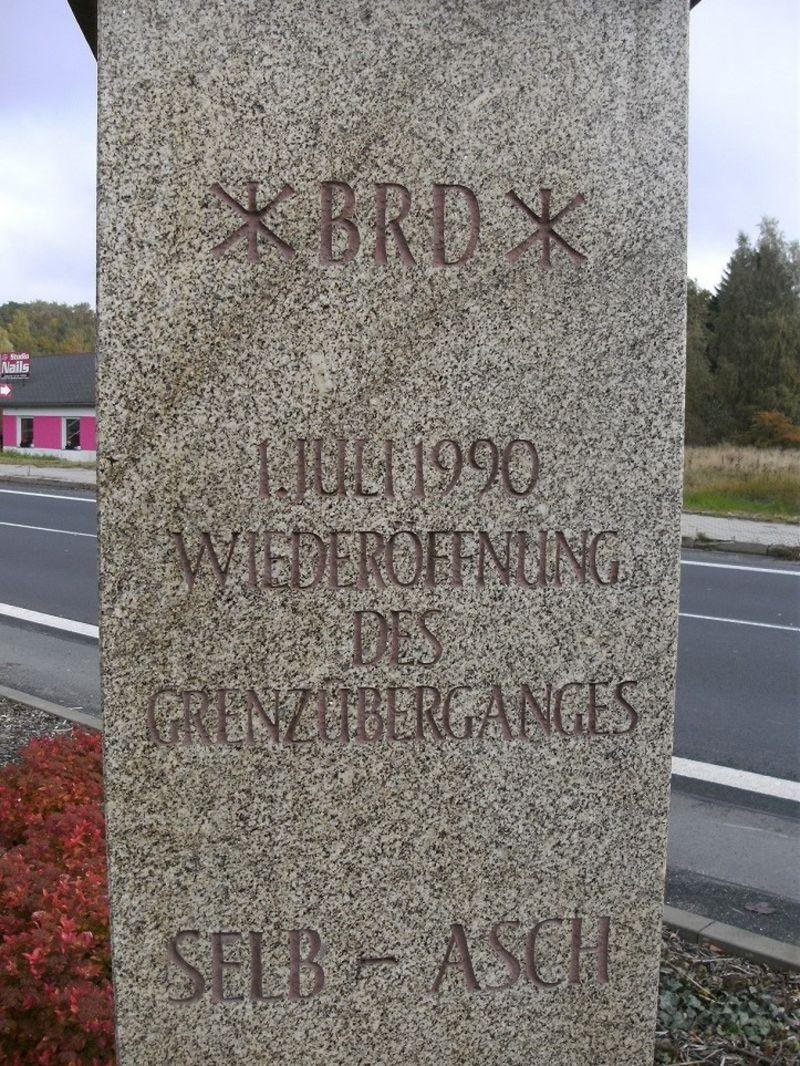 Studio
Nails
BRD
1. JULI 1990
WIEDERÖFFNUNG
DES
GRENZÜBERGANGES
SELB – ASCH